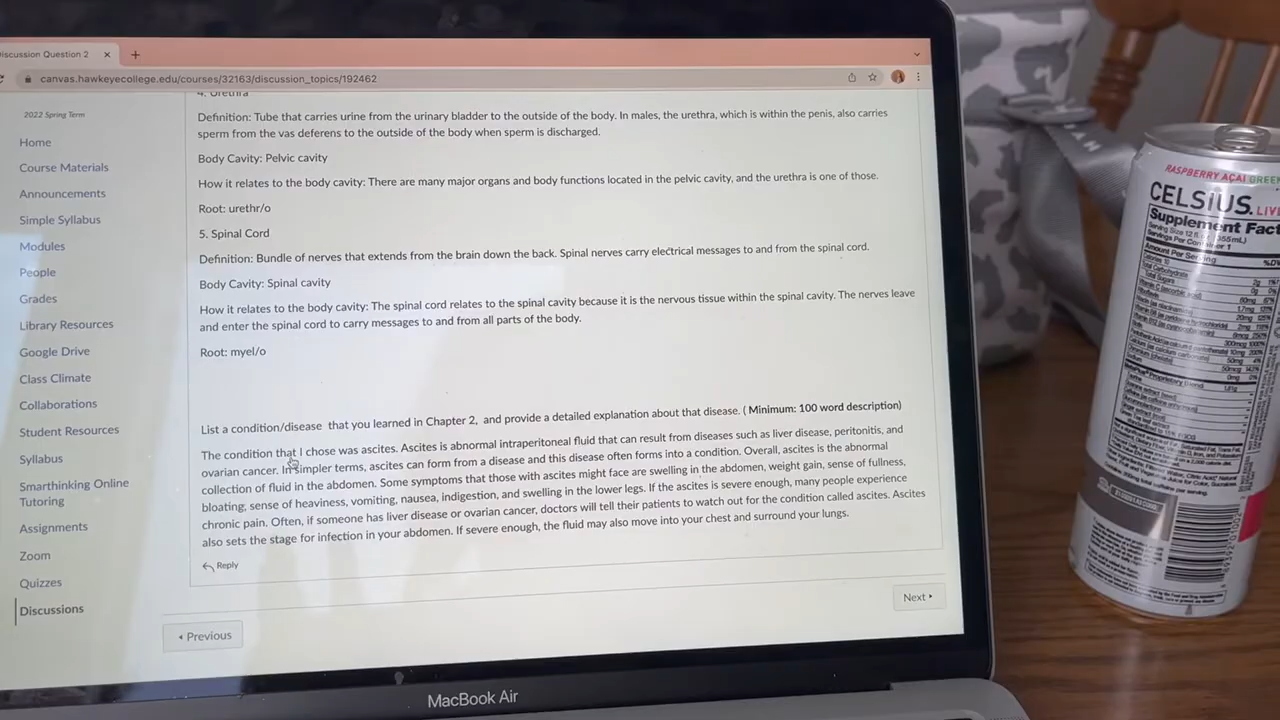 Discussion Question 2
canvas.hawkeyecollege.edu/courses/32163/discussion_topics/192462
2022 Spring Term
Home
Course Materials
Announcements
Simple Syllabus
Modules
People
Grades
Library Resources
Google Drive
Class Climate
Collaborations
Student Resources
Syllabus
Smarthinking Online
Tutoring
Assignments
Zoom
Quizzes
Discussions
4. Urethra
Definition: Tube that carries urine from the urinary bladder to the outside of the body. In males, the urethra, which is within the penis, also carries
sperm from the vas deferens to the outside of the body when sperm is discharged.
Body Cavity: Pelvic cavity
How it relates to the body cavity: There are many major organs and body functions located in the pelvic cavity, and the urethra is one of those.
Root: urethr/o
5. Spinal Cord
Definition: Bundle of nerves that extends from the brain down the back. Spinal nerves carry electrical messages to and from the spinal cord.
Body Cavity: Spinal cavity
How it relates to the body cavity: The spinal cord relates to the spinal cavity because it is the nervous tissue within the spinal cavity. The nerves leave
and enter the spinal cord to carry messages to and from all parts of the body.
Root: myel/o
List a condition/disease that you learned in Chapter 2, and provide a detailed explanation about that disease. ( Minimum: 100 word description)
The condition that I chose was ascites. Ascites is abnormal intraperitoneal fluid that can result from diseases such as liver disease, peritonitis, and
ovarian cancer. In simpler terms, ascites can form from a disease and this disease often forms into a condition. Overall, ascites is the abnormal
collection of fluid in the abdomen. Some symptoms that those with ascites might face are swelling in the abdomen, weight gain, sense of fullness,
bloating, sense of heaviness, vomiting, nausea, indigestion, and swelling in the lower legs. If the ascites is severe enough, many people experience
chronic pain. Often, if someone has liver disease or ovarian cancer, doctors will tell their patients to watch out for the condition called ascites. Ascites
also sets the stage for infection in your abdomen. If severe enough, the fluid may also move into your chest and surround your lungs.
Reply
Next
Previous
MacBook Air
RASPBERRY AÇAI GREEN
CELSIUS. LIV
Supplement Fact
Serving Size 12 fl. (355mL)
Servings Per Container 1
Amount Per Serving